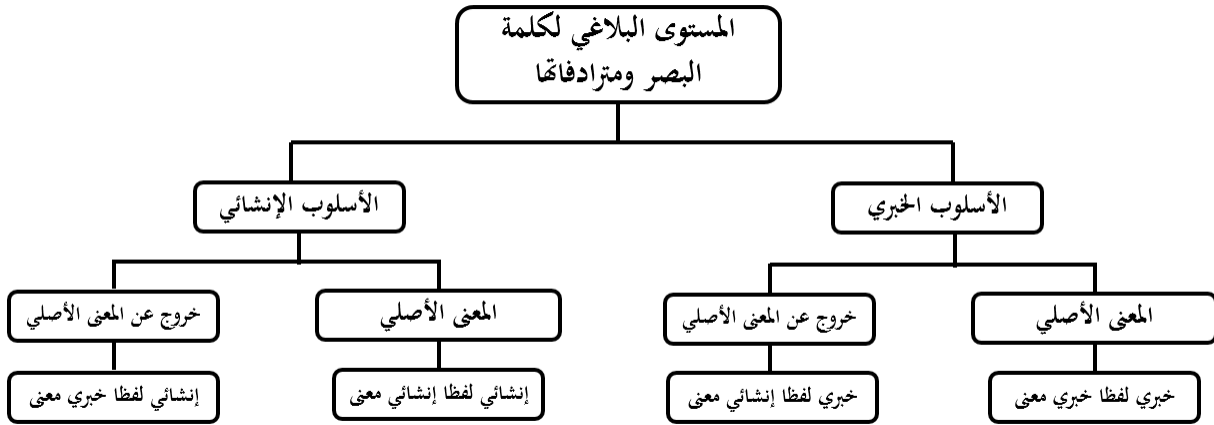 المستوى البلاغي لكلمة
البصر ومترادفاتها
الأسلوب الخبري
الأسلوب الإنشائي
المعنى الأصلي
خروج عن المعنى الأصلي
المعنى الأصلي
خروج عن المعنى الأصلي
خبري لفظا خبري معنى
خبري لفظا إنشائي معنى
إنشائي لفظا إنشائي معنى
إنشائي لفظا خبري معنى